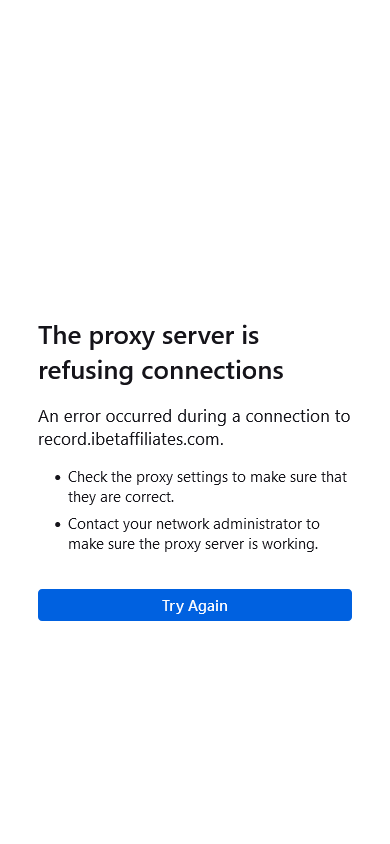 The proxy server is
refusing connections
An error occurred during a connection to
record.ibetaffiliates.com.
Check the proxy settings to make sure that
they are correct.
Contact your network administrator to
make sure the proxy server is working.
Try Again